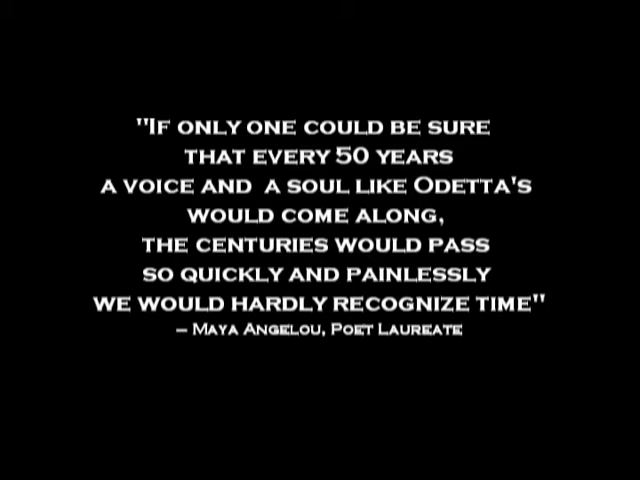 "If only one could be sure
that every 50 years
a voice and a soul like Odetta's
would come along,
the centuries would pass
so quickly and painlessly
we would hardly recognize time"
– Maya Angelou, Poet Laureate